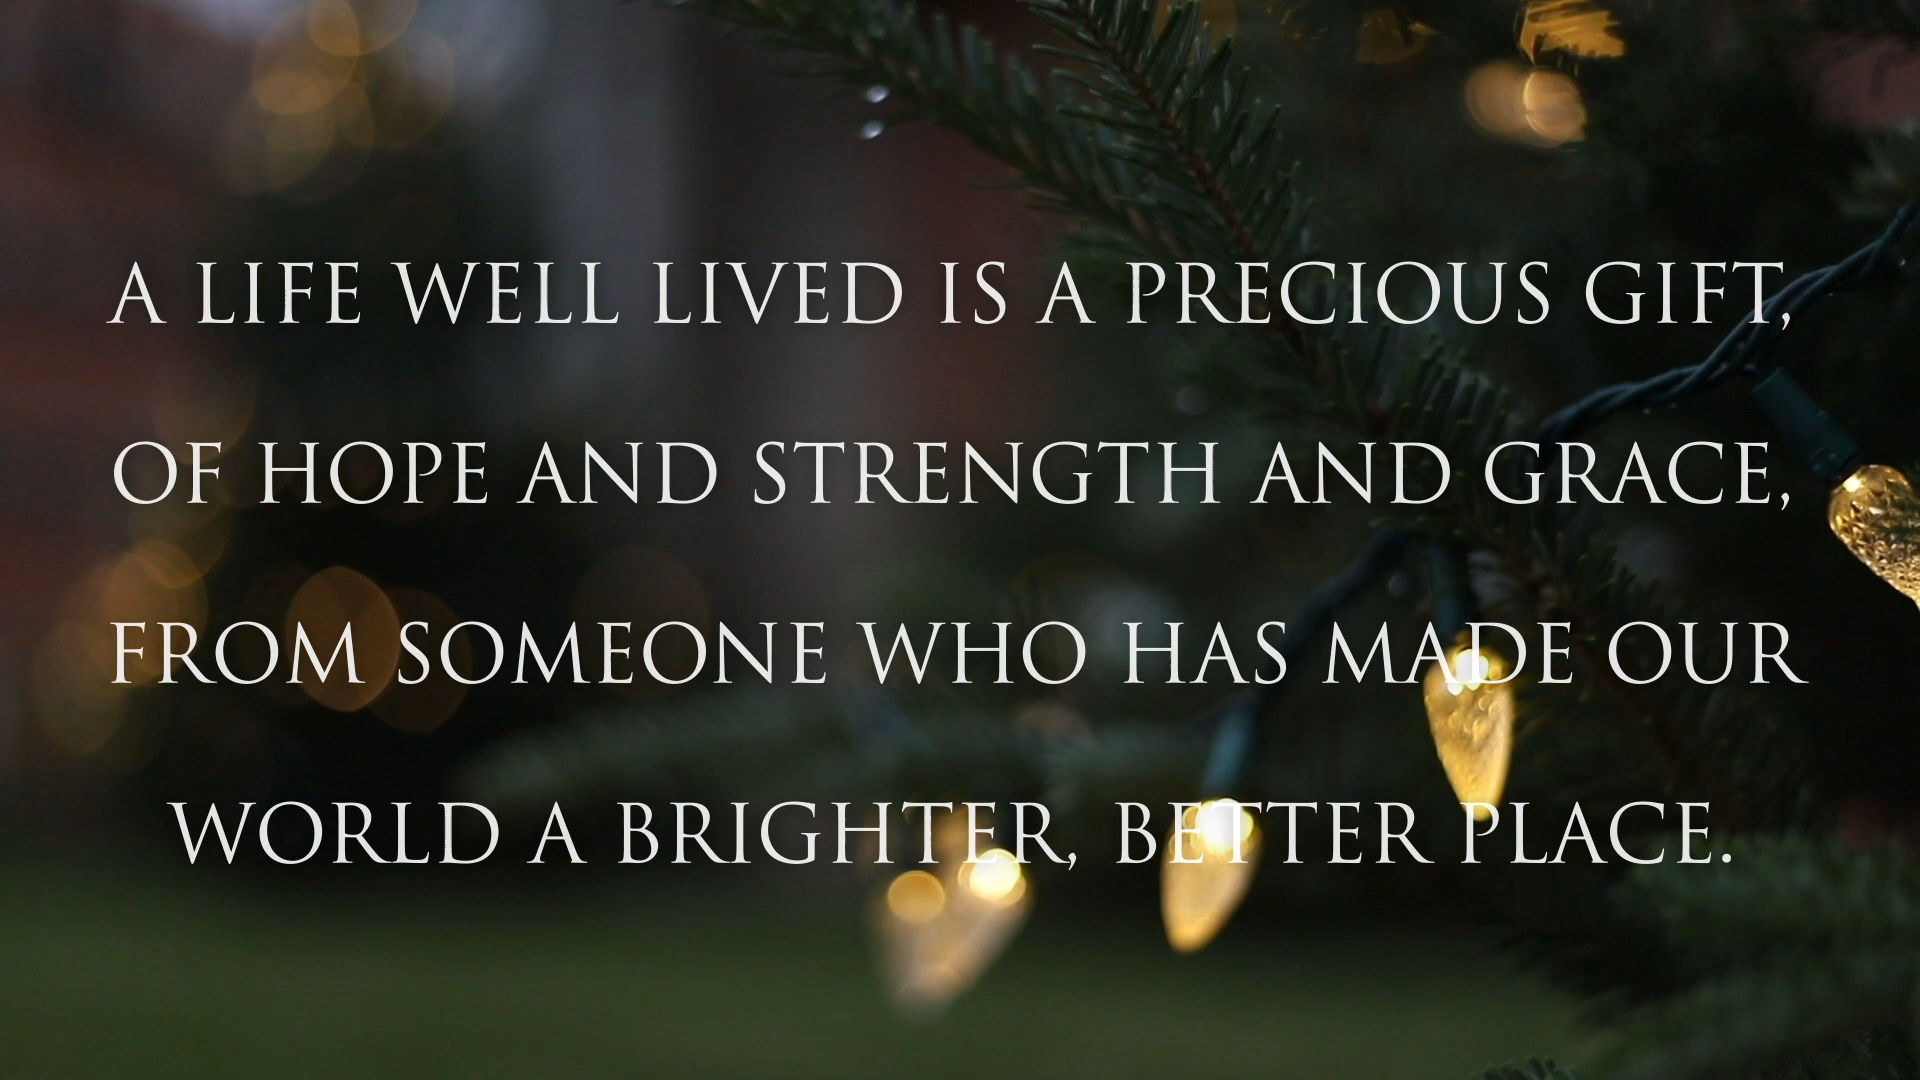 A LIFE WELL LIVED IS A PRECIOUS GIFT,
OF HOPE AND STRENGTH AND GRACE,
FROM SOMEONE WHO HAS MADE OUR
WORLD A BRIGHTER, BETTER PLACE.